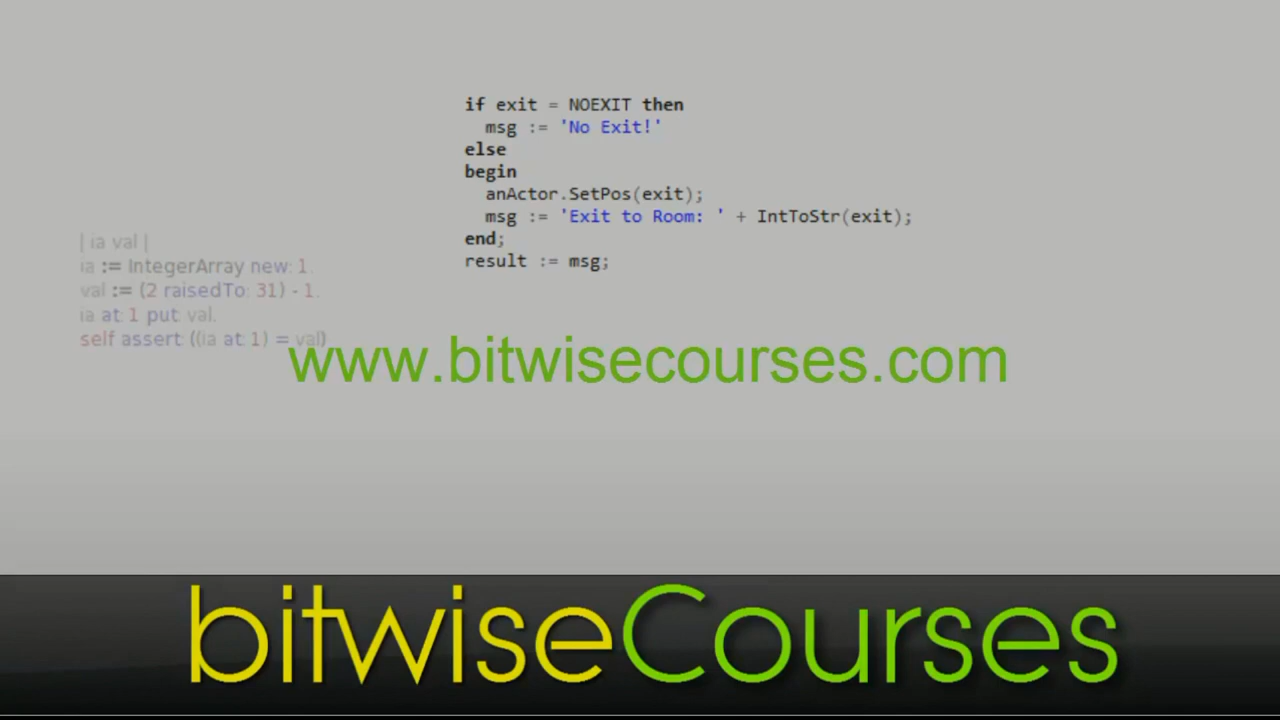 if exit = NOEXIT then
msg := 'No Exit!'
else
begin
anActor.SetPos(exit);
msg := 'Exit to Room: ' + IntToStr(exit);
end;
result := msg;
| ia val |
ia := IntegerArray new: 1.
val := (2 raisedTo: 31) - 1.
ia at: 1 put: val.
self assert: ((ia at: 1) = val)
www.bitwisecourses.com
bitwiseCourses